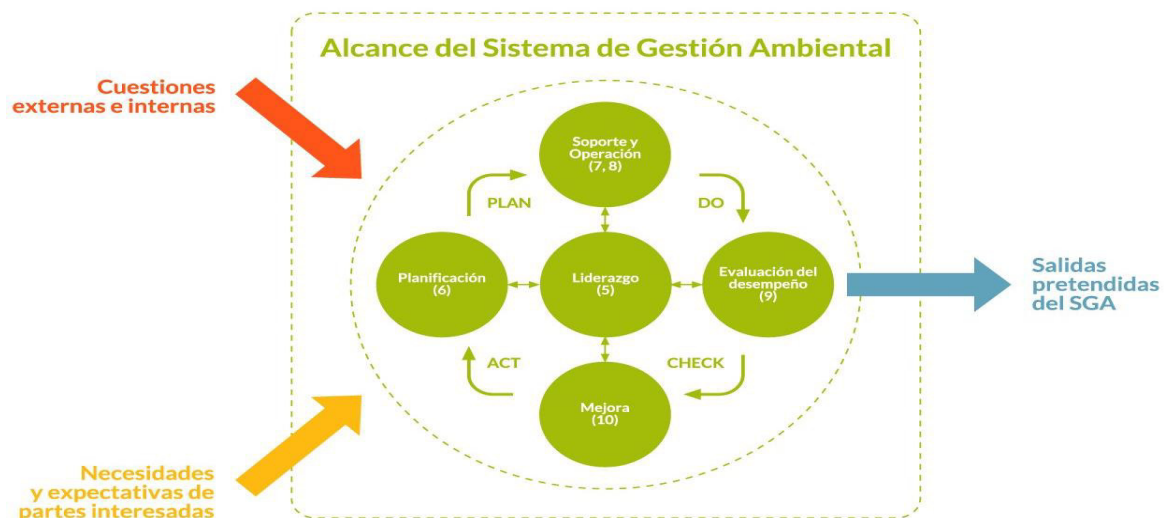 Alcance del Sistema de Gestión Ambiental
Cuestiones
externas e internas
Soporte y
Operación
(7, 8)
PLAN
DO
Planificación
(6)
Liderazgo
(5)
Evaluación del
desempeño
(9)
Salidas
pretendidas
del SGA
ACT
CHECK
Mejora
(10)
Necesidades
y expectativas de
partes interesadas